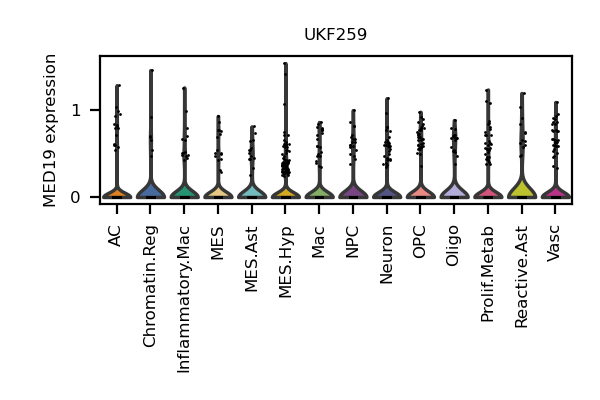 UKF259
MED19 expression
1
0
AC
Chromatin.Reg
Inflammatory.Mac
MES
MES.Ast
MES.Hyp
Mac
NPC
Neuron
OPC
Oligo
Prolif.Metab
Reactive.Ast
Vasc